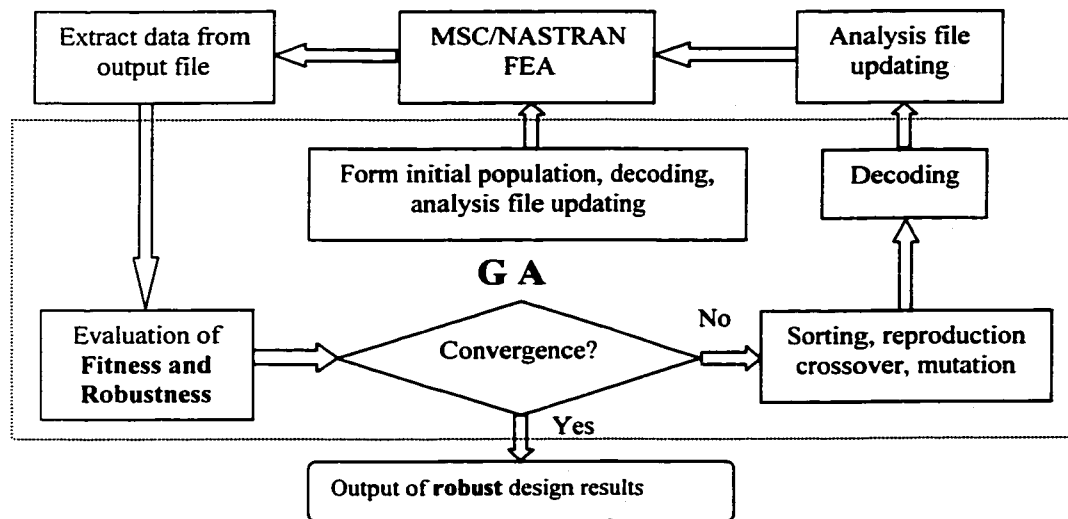 Extract data from
output file
MSC/NASTRAN
FEA
Analysis file
updating
Form initial population, decoding,
analysis file updating
Decoding
G A
Evaluation of
Fitness and
Robustness
Convergence?
No
Sorting, reproduction
crossover, mutation
Yes
Output of robust design results